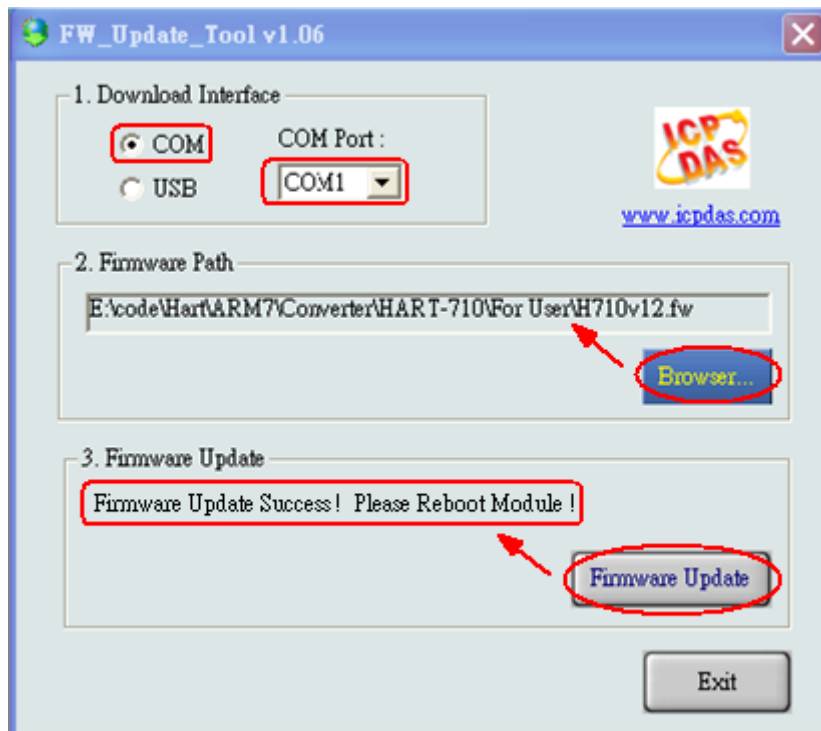 FW_Update_Tool v1.06
1. Download Interface
COM
COM Port :
USB
COM1
ICP
DAS
www.icpdas.com
2. Firmware Path
E:\code\Hart\ARM7\Converter\HART-710\For User\H710v12.fw
Browser...
3. Firmware Update
Firmware Update Success! Please Reboot Module !
Firmware Update
Exit